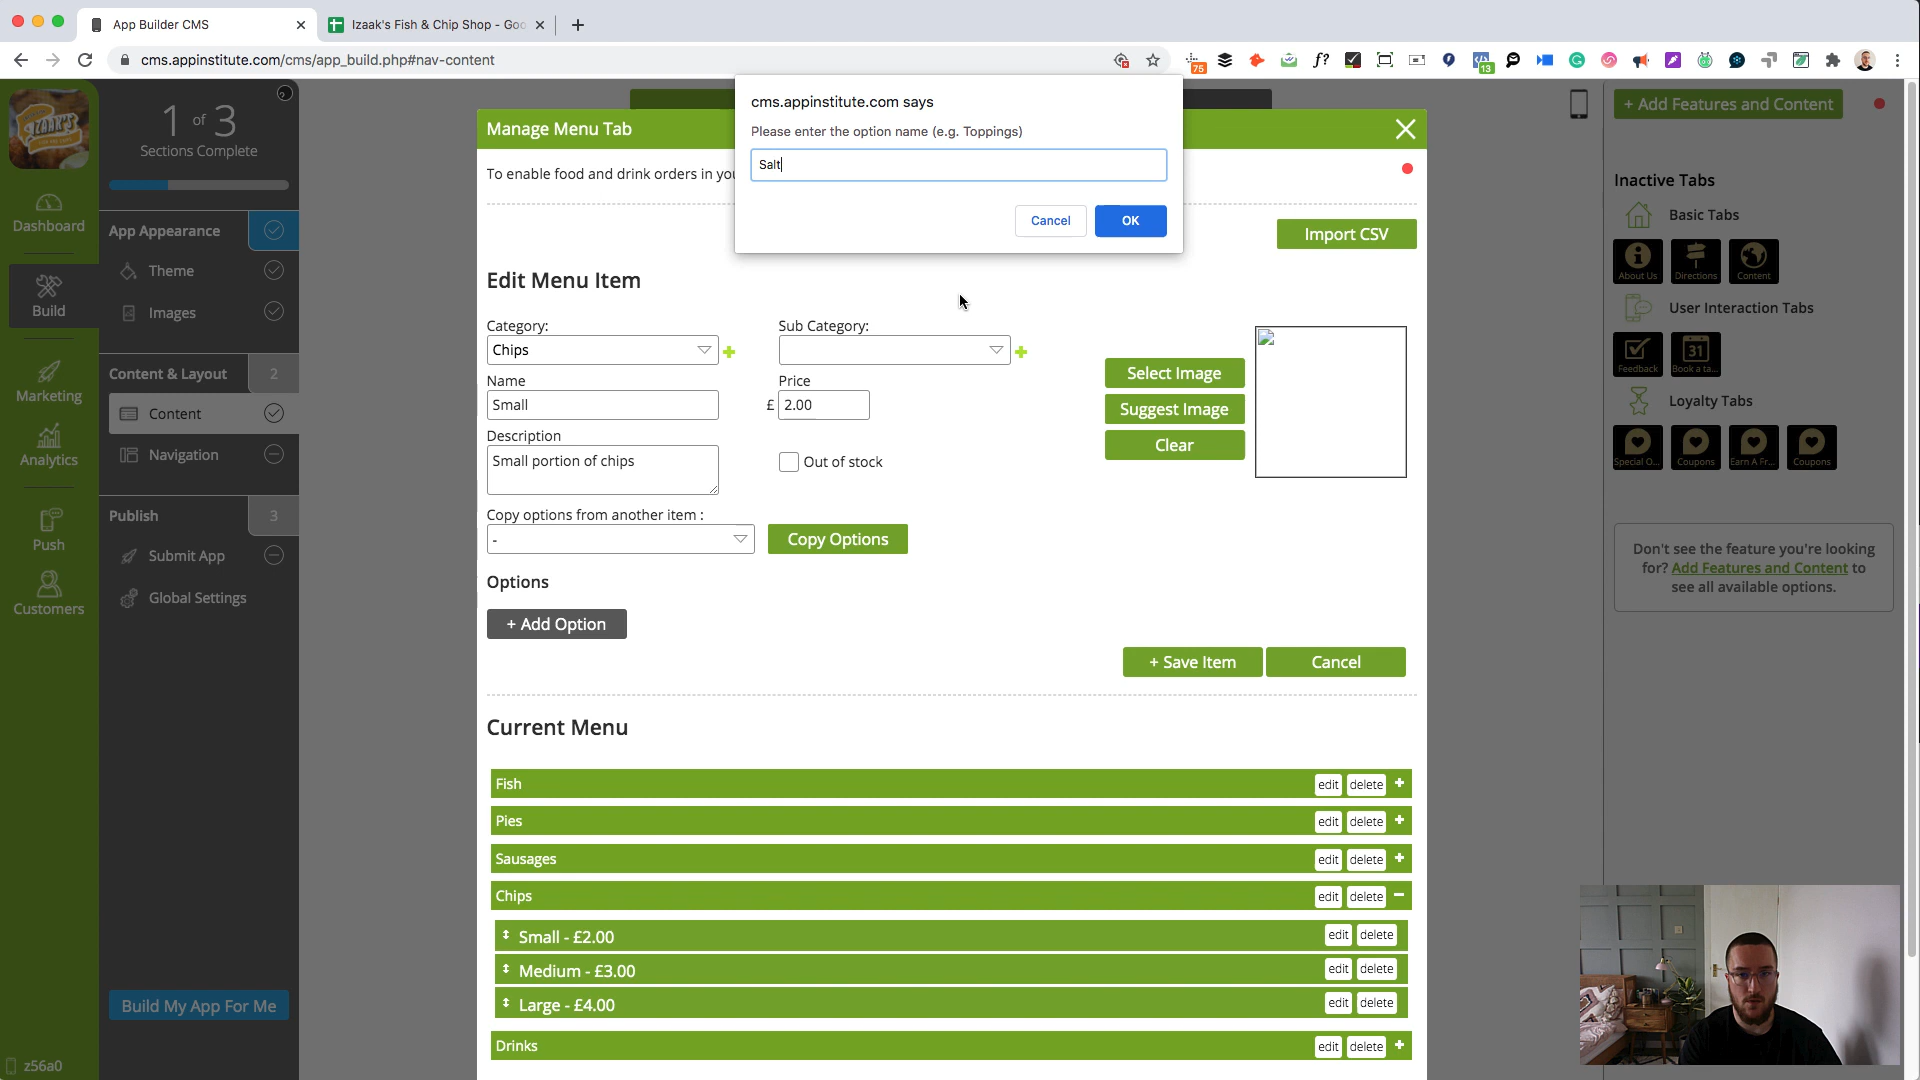 App Builder CMS
Izaak's Fish & Chip Shop - Goo
cms.appinstitute.com/cms/app_build.php#nav-content
75
f?
13
IZAAK'S
1 of 3
Sections Complete
Dashboard
Build
Marketing
Analytics
Push
Customers
z56a0
App Appearance
Theme
Images
Content & Layout
2
Content
Navigation
Publish
3
Submit App
Global Settings
Build My App For Me
cms.appinstitute.com says
Please enter the option name (e.g. Toppings)
Salt
Cancel
OK
Manage Menu Tab
To enable food and drink orders in you
Import CSV
Edit Menu Item
Category:
Chips
Sub Category:
Name
Small
Price
£ 2.00
Description
Small portion of chips
Out of stock
Select Image
Suggest Image
Clear
Copy options from another item :
-
Copy Options
Options
+ Add Option
+ Save Item
Cancel
Current Menu
Fish
edit delete +
Pies
edit delete +
Sausages
edit delete +
Chips
edit delete −
Small - £2.00
edit delete
Medium - £3.00
edit delete
Large - £4.00
edit delete
Drinks
edit delete +
+ Add Features and Content
Inactive Tabs
Basic Tabs
About Us
Directions
Content
User Interaction Tabs
Feedback
31
Book a ta...
Loyalty Tabs
Special O...
Coupons
Earn A Fr...
Coupons
Don't see the feature you're looking
for? Add Features and Content to
see all available options.